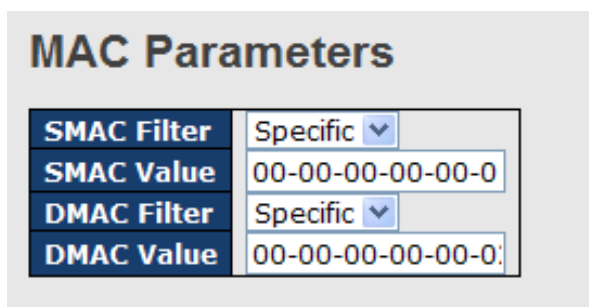 MAC Parameters
SMAC Filter Specific
SMAC Value 00-00-00-00-00-0
DMAC Filter Specific
DMAC Value 00-00-00-00-00-0